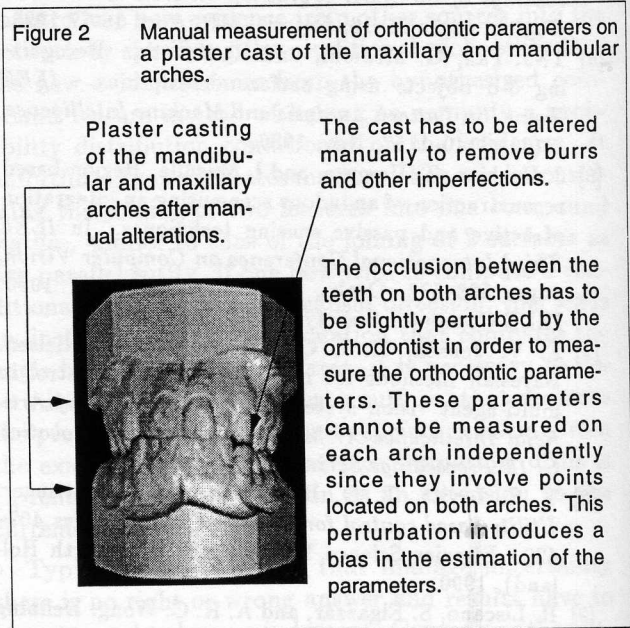 Figure 2 Manual measurement of orthodontic parameters on
a plaster cast of the maxillary and mandibular
arches.
Plaster casting
of the mandibu-
lar and maxillary
arches after man-
ual alterations.
The cast has to be altered
manually to remove burrs
and other imperfections.
The occlusion between the
teeth on both arches has to
be slightly perturbed by the
orthodontist in order to mea-
sure the orthodontic parame-
ters. These parameters
cannot be measured on
each arch independently
since they involve points
located on both arches. This
perturbation introduces a
bias in the estimation of the
parameters.